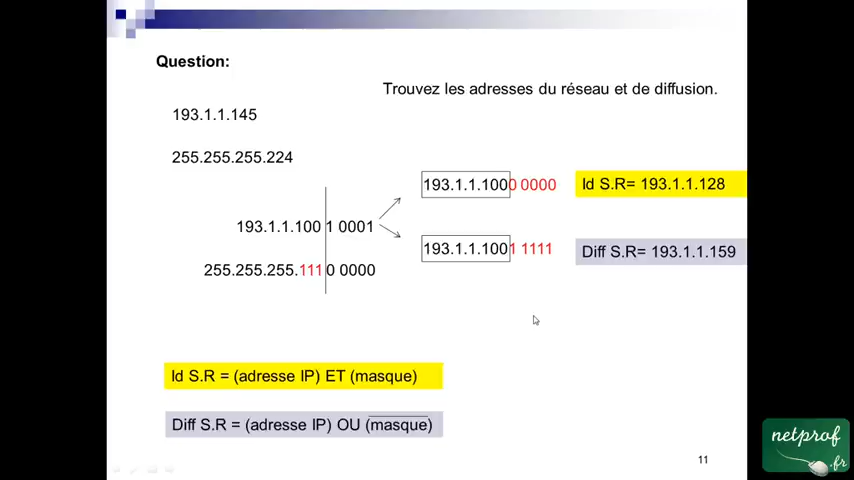 Question:
Trouvez les adresses du réseau et de diffusion.
193.1.1.145
255.255.255.224
193.1.1.1000 0000
Id S.R= 193.1.1.128
193.1.1.100 1 0001
193.1.1.1001 1111
Diff S.R= 193.1.1.159
255.255.255.111 0 0000
Id S.R = (adresse IP) ET (masque)
Diff S.R = (adresse IP) OU (masque)
11
netprof
.fr